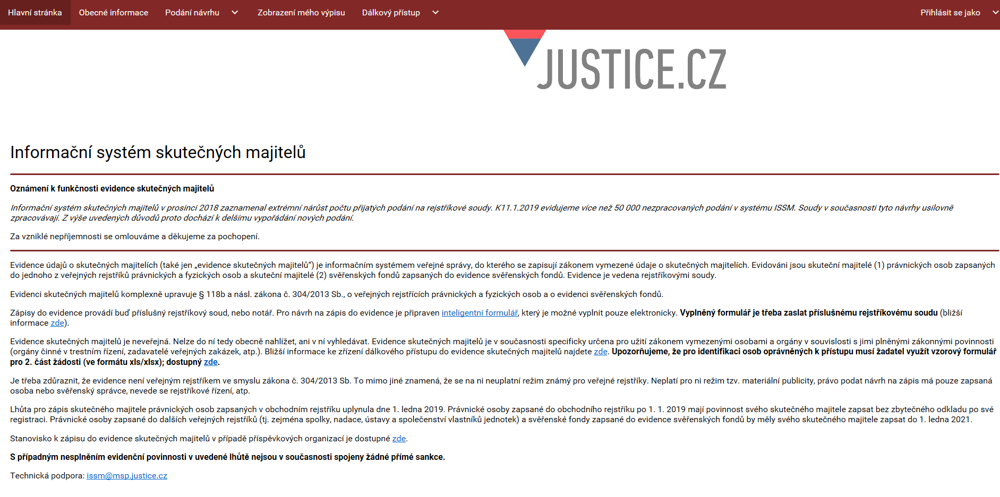 Hlavní stránka Obecné informace Podání návrhu Zobrazení mého výpisu Dálkový přístup Přihlásit se jako
JUSTICE.CZ
Informační systém skutečných majitelů
Oznámení k funkčnosti evidence skutečných majitelů
Informační systém skutečných majitelů v prosinci 2018 zaznamenal extrémní nárůst počtu přijatých podání na rejstříkové soudy. K11.1.2019 evidujeme více než 50 000 nezpracovaných podání v systému ISSM. Soudy v současnosti tyto návrhy usilovně
zpracovávají. Z výše uvedených důvodů proto dochází k delšímu vypořádání nových podání.
Za vzniklé nepříjemnosti se omlouváme a děkujeme za pochopení.
Evidence údajů o skutečných majitelích (také jen „evidence skutečných majitelů“) je informačním systémem veřejné správy, do kterého se zapisují zákonem vymezené údaje o skutečných majitelích. Evidováni jsou skuteční majitelé (1) právnických osob zapsaných
do jednoho z veřejných rejstříků právnických a fyzických osob a skuteční majitelé (2) svěřenských fondů zapsaných do evidence svěřenských fondů. Evidence je vedena rejstříkovými soudy.
Evidenci skutečných majitelů komplexně upravuje § 118b a násl. zákona č. 304/2013 Sb., o veřejných rejstřících právnických a fyzických osob a o evidenci svěřenských fondů.
Zápisy do evidence provádí buď příslušný rejstříkový soud, nebo notář. Pro návrh na zápis do evidence je připraven inteligentní formulář, který je možné vyplnit pouze elektronicky. Vyplněný formulář je třeba zaslat příslušnému rejstříkovému soudu (bližší
informace zde).
Evidence skutečných majitelů je neveřejná. Nelze do ní tedy obecně nahlížet, ani v ní vyhledávat. Evidence skutečných majitelů je v současnosti specificky určena pro užití zákonem vymezenými osobami a orgány v souvislosti s jimi plněnými zákonnými povinnosti
(orgány činné v trestním řízení, zadavatelé veřejných zakázek, atp.). Bližší informace ke zřízení dálkového přístupu do evidence skutečných majitelů najdete zde. Upozorňujeme, že pro identifikaci osob oprávněných k přístupu musí žadatel využít vzorový formulář
pro 2. část žádosti (ve formátu xls/xlsx); dostupný zde.
Je třeba zdůraznit, že evidence není veřejným rejstříkem ve smyslu zákona č. 304/2013 Sb. To mimo jiné znamená, že se na ni neuplatní režim známý pro veřejné rejstříky. Neplatí pro ni režim tzv. materiální publicity, právo podat návrh na zápis má pouze zapsaná
osoba nebo svěřenský správce, nevede se rejstříkové řízení, atp.
Lhůta pro zápis skutečného majitele právnických osob zapsaných v obchodním rejstříku uplynula dne 1. ledna 2019. Právnické osoby zapsané do obchodního rejstříku po 1. 1. 2019 mají povinnost svého skutečného majitele zapsat bez zbytečného odkladu po své
registraci. Právnické osoby zapsané do dalších veřejných rejstříků (tj. zejména spolky, nadace, ústavy a společenství vlastníků jednotek) a svěřenské fondy zapsané do evidence svěřenských fondů by měly svého skutečného majitele zapsat do 1. ledna 2021.
Stanovisko k zápisu do evidence skutečných majitelů v případě příspěvkových organizací je dostupné zde.
S případným nesplněním evidenční povinnosti v uvedené lhůtě nejsou v současnosti spojeny žádné přímé sankce.
Technická podpora: issm@msp.justice.cz